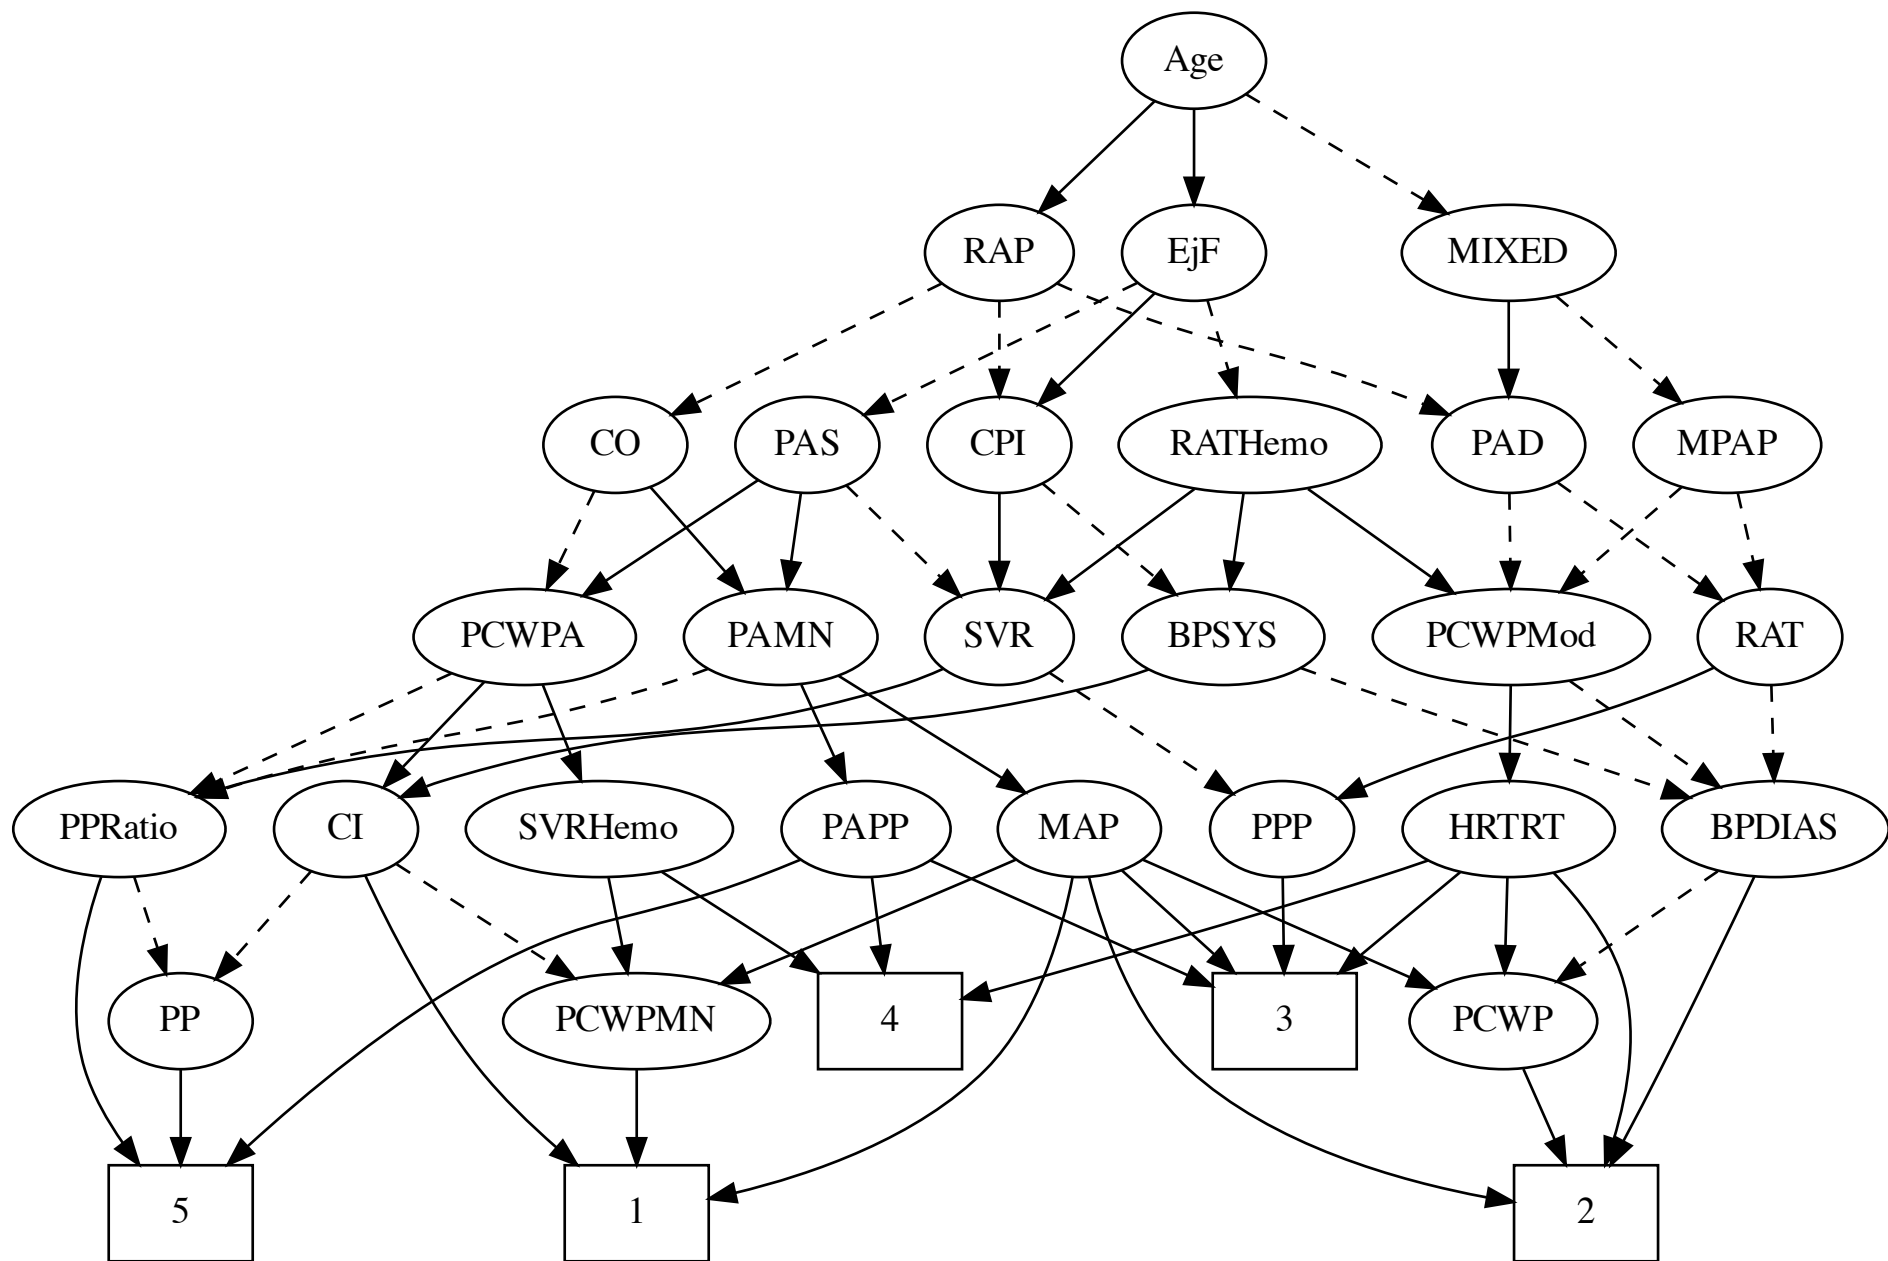 Age
RAP EjF MIXED
CO PAS CPI RATHemo PAD MPAP
PCWPA PAMN SVR BPSYS PCWPMod RAT
PPRatio CI SVRHemo PAPP MAP PPP HRTRT BPDIAS
PP PCWPMN 4 3 PCWP
5 1 2